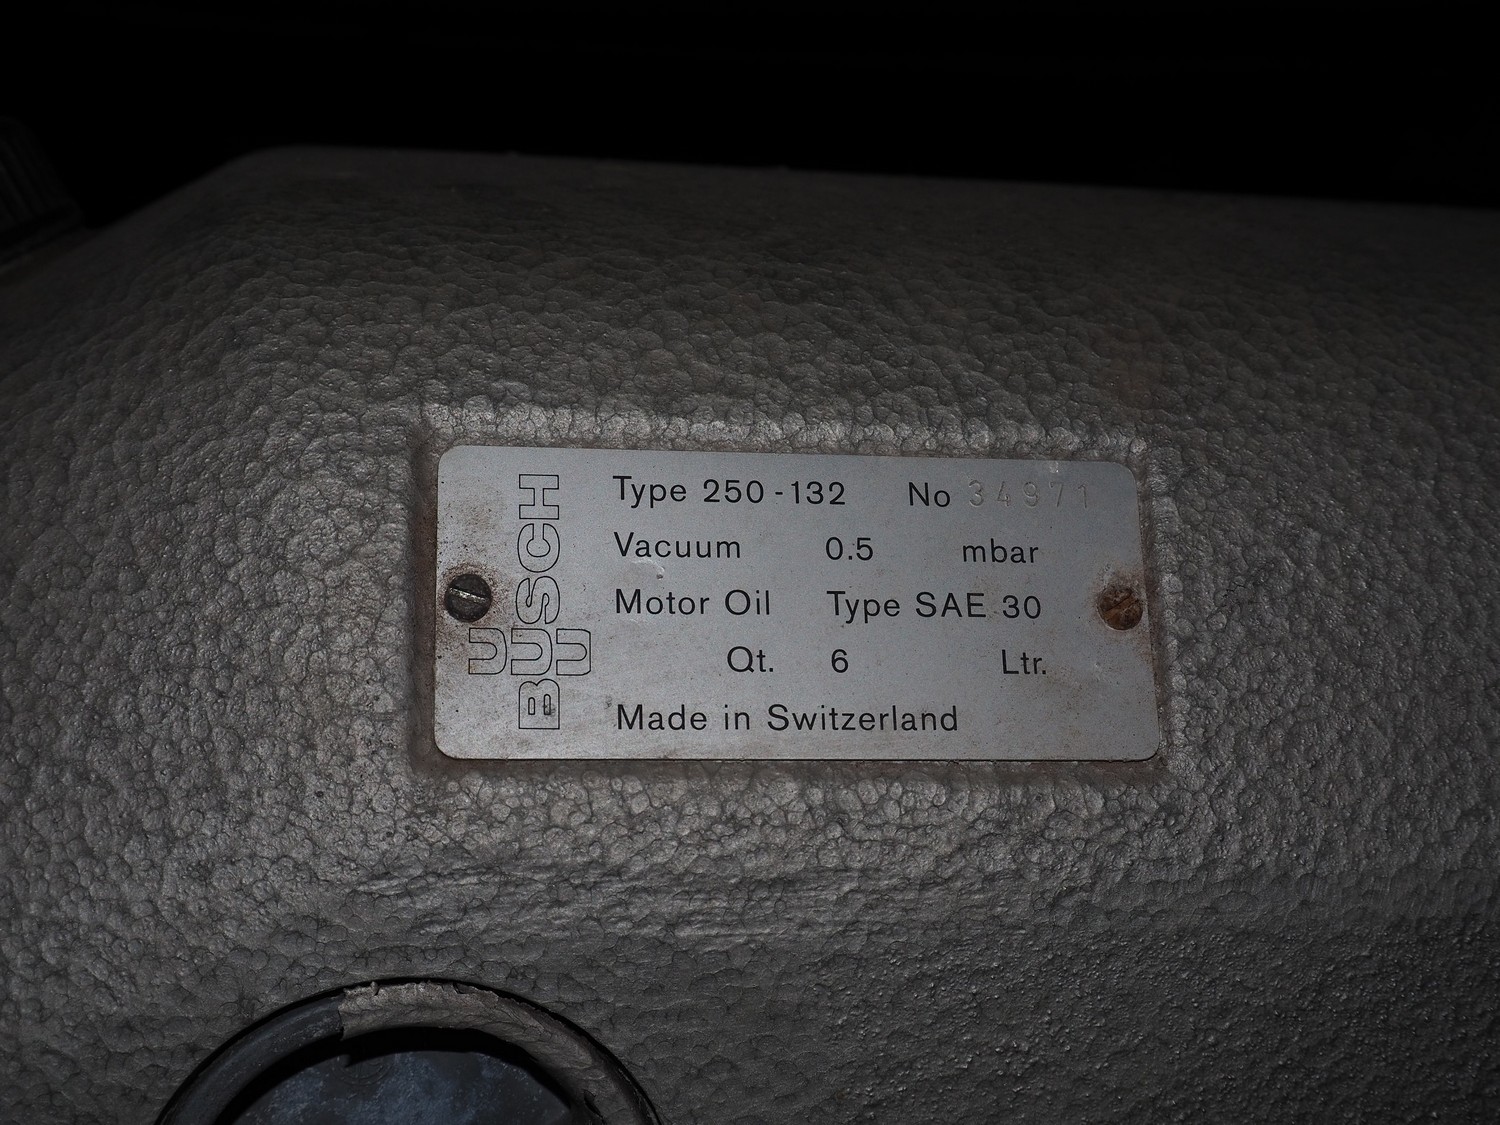 BUSCH
U
U
Type 250-132 No 34971
Vacuum 0.5 mbar
Motor Oil Type SAE 30
Qt. 6 Ltr.
Made in Switzerland